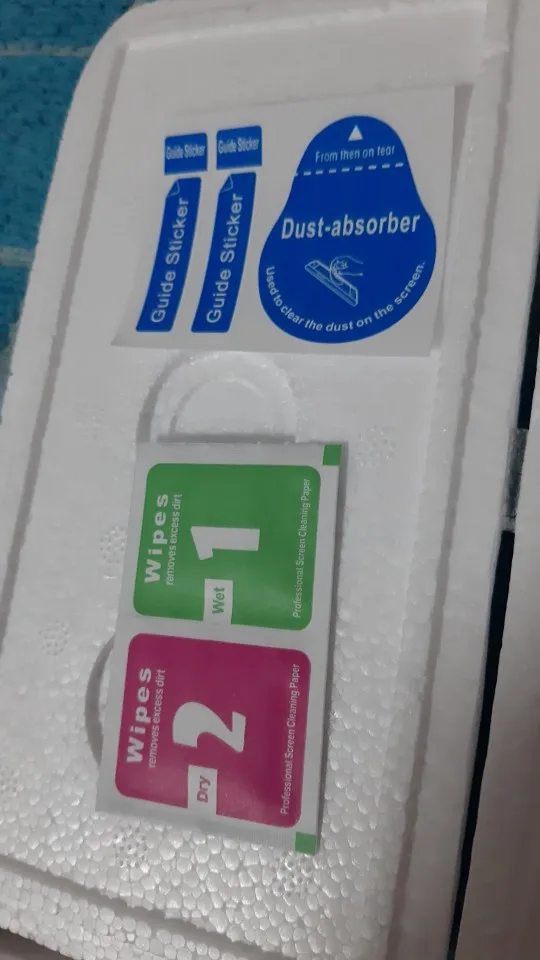 Guide Sticker
Guide Sticker
Guide Sticker
Guide Sticker
From then on tear
Dust-absorber
Used to clear the dust on the screen.
Wipes
removes excess dirt
1
Wet
Professional Screen Cleaning Paper
Wipes
removes excess dirt
2
Dry
Professional Screen Cleaning Paper